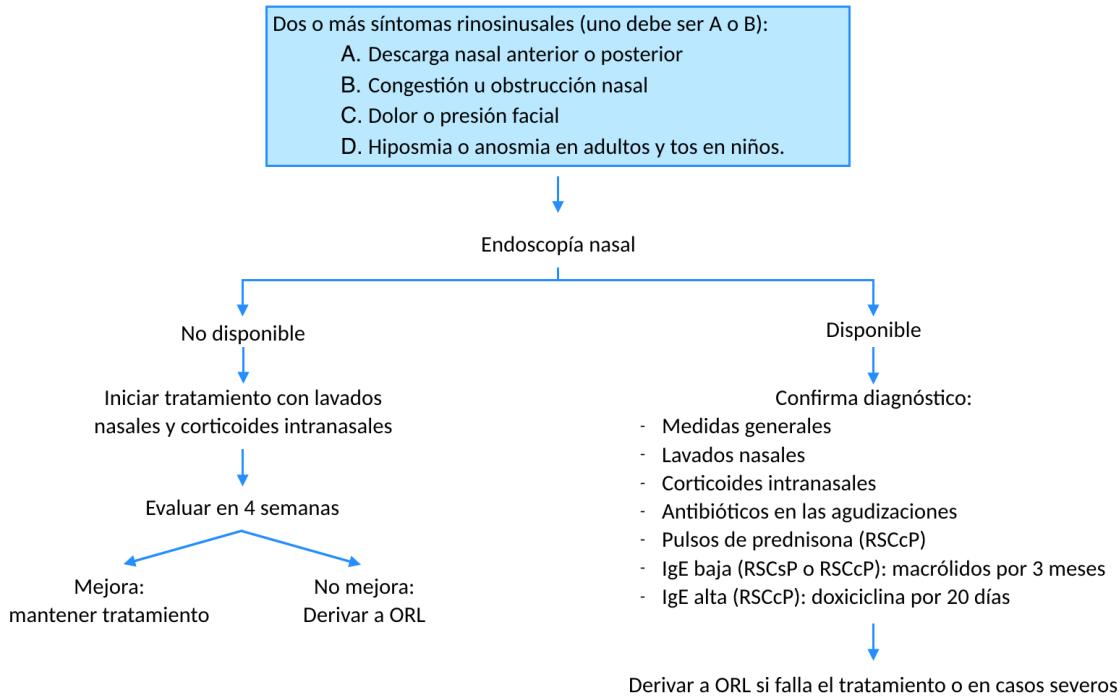 Dos o más síntomas rinosinusales (uno debe ser A o B):
A. Descarga nasal anterior o posterior
B. Congestión u obstrucción nasal
C. Dolor o presión facial
D. Hiposmia o anosmia en adultos y tos en niños.
Endoscopía nasal
No disponible
Iniciar tratamiento con lavados
nasales y corticoides intranasales
Evaluar en 4 semanas
Mejora:
mantener tratamiento
No mejora:
Derivar a ORL
Disponible
Confirma diagnóstico:
- Medidas generales
- Lavados nasales
- Corticoides intranasales
- Antibióticos en las agudizaciones
- Pulsos de prednisona (RSCcP)
- IgE baja (RSCsP o RSCcP): macrólidos por 3 meses
- IgE alta (RSCcP): doxiciclina por 20 días
Derivar a ORL si falla el tratamiento o en casos severos